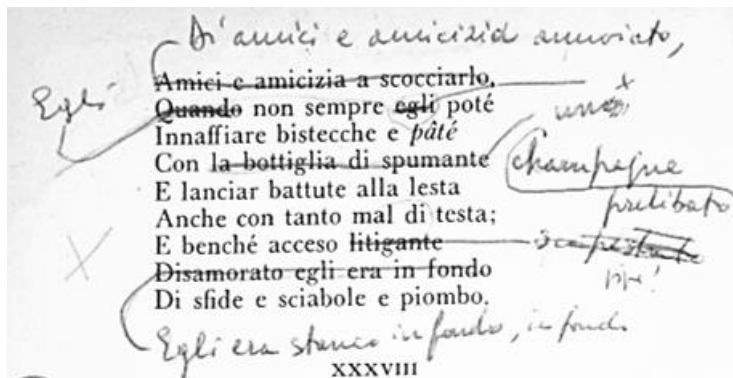 Di amici e amicizia annoiato,
Amici e amicizia a scocciarlo,
Egli
Quando non sempre egli poté
Innaffiare bistecche e pâté
Con la bottiglia di spumante
champagne
E lanciar battute alla lesta
prelibato
Anche con tanto mal di testa;
E benché acceso litigante
Disamorato egli era in fondo
Di sfide e sciabole e piombo.
Egli era stanco in fondo, in fondo
XXXVIII